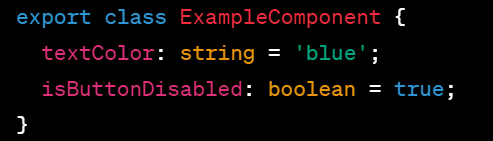 export class ExampleComponent {
  textColor: string = 'blue';
  isButtonDisabled: boolean = true;
}